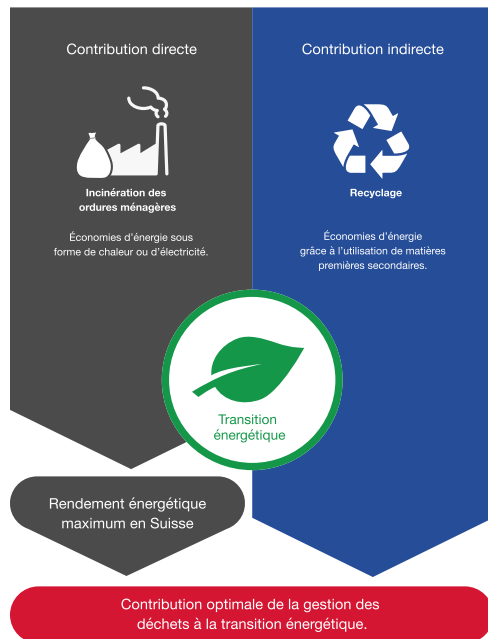 Contribution directe
Incinération des
ordures ménagères
Économies d'énergie sous
forme de chaleur ou d'électricité.
Contribution indirecte
Recyclage
Économies d'énergie
grâce à l'utilisation de matières
premières secondaires.
Transition
énergétique
Rendement énergétique
maximum en Suisse
Contribution optimale de la gestion des
déchets à la transition énergétique.